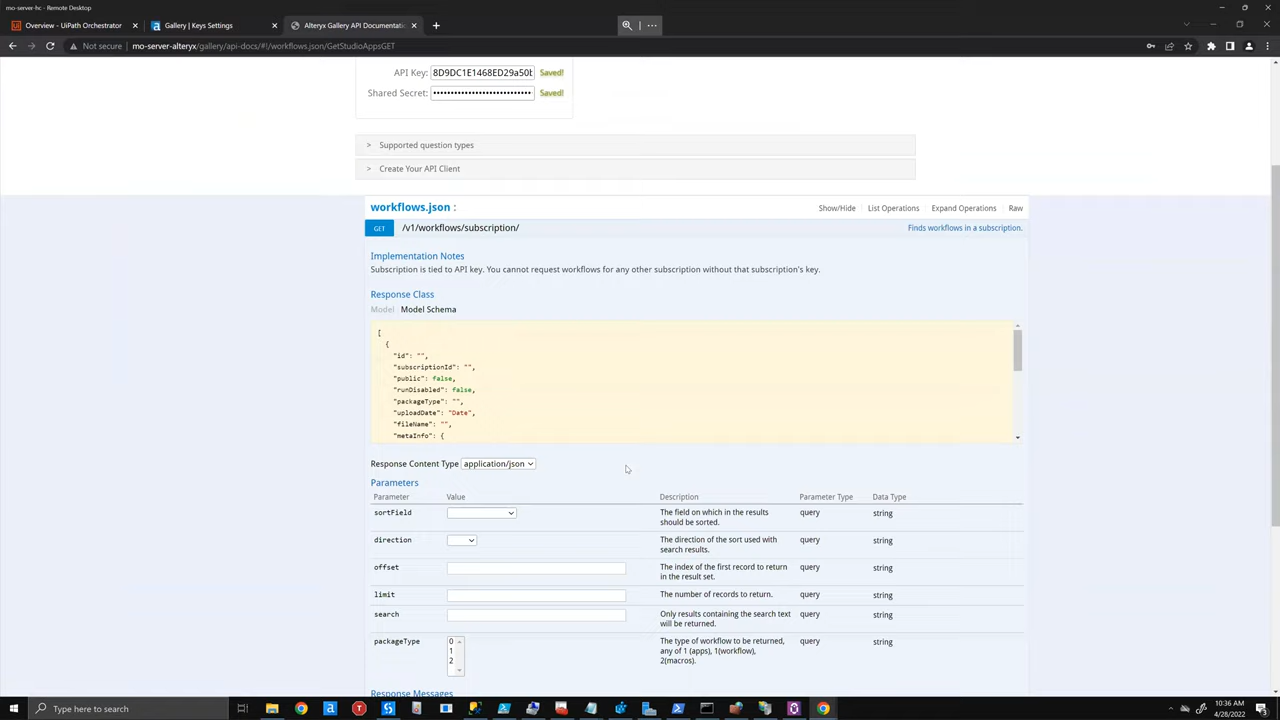 mo-server-hc - Remote Desktop
Overview - UiPath Orchestrator
Gallery | Keys Settings
Alteryx Gallery API Documentatio
Not secure
mo-server-alteryx/gallery/api-docs/#!/workflows.json/GetStudioAppsGET
API Key: 8D9DC1E1468ED29a50b Saved!
Shared Secret: •••••••••••••••••••••••••••• Saved!
> Supported question types
> Create Your API Client
workflows.json :
Show/Hide List Operations Expand Operations Raw
GET /v1/workflows/subscription/ Finds workflows in a subscription.
Implementation Notes
Subscription is tied to API key. You cannot request workflows for any other subscription without that subscription's key.
Response Class
Model Model Schema
[
{
"id": "",
"subscriptionId": "",
"public": false,
"runDisabled": false,
"packageType": "",
"uploadDate": "Date",
"fileName": "",
"metaInfo": {
Response Content Type application/json
Parameters
Parameter Value Description Parameter Type Data Type
sortField The field on which in the results should be sorted. query string
direction The direction of the sort used with search results. query string
offset The index of the first record to return in the result set. query string
limit The number of records to return. query string
search Only results containing the search text will be returned. query string
packageType 0 1 2 The type of workflow to be returned, any of 1 (apps), 1(workflow), 2(macros). query string
Response Messages
Type here to search
10:36 AM
4/28/2022